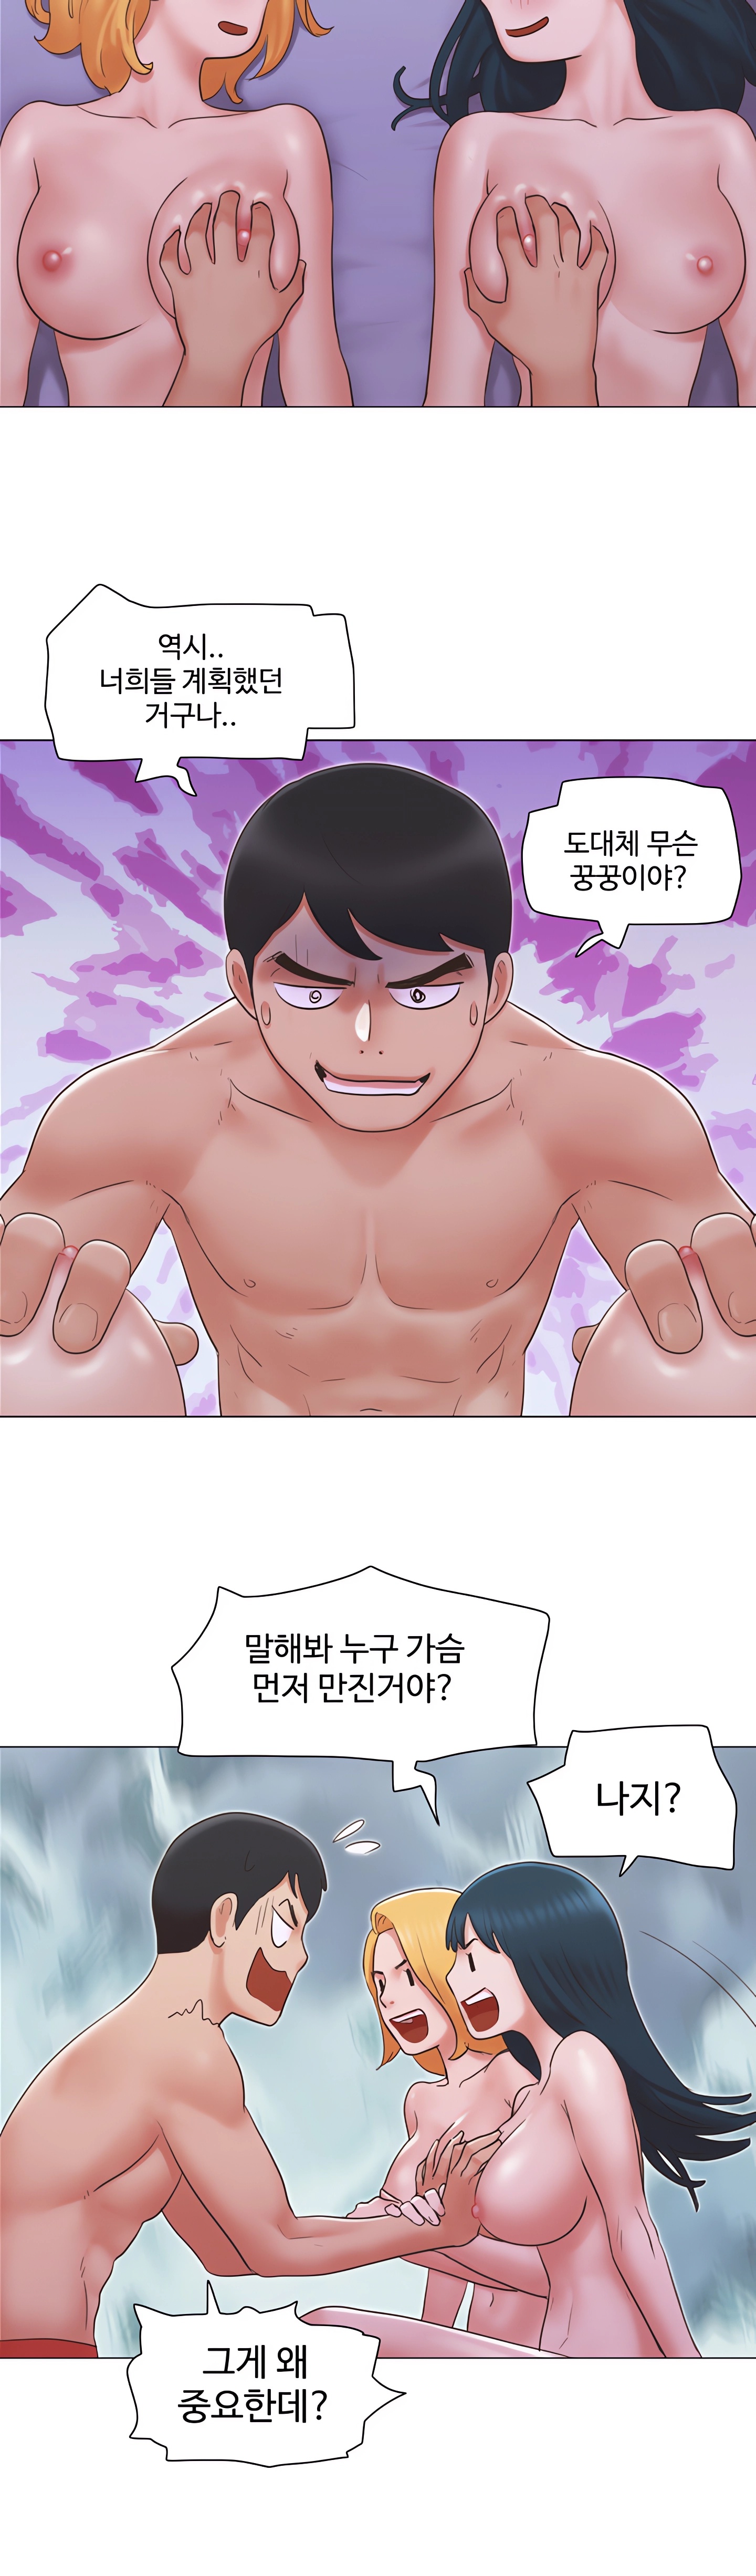 역시..
너희들 계획했던
거구나..
도대체 무슨
꿍꿍이야?
말해봐 누구 가슴
먼저 만진거야?
나지?
그게 왜
중요한데?